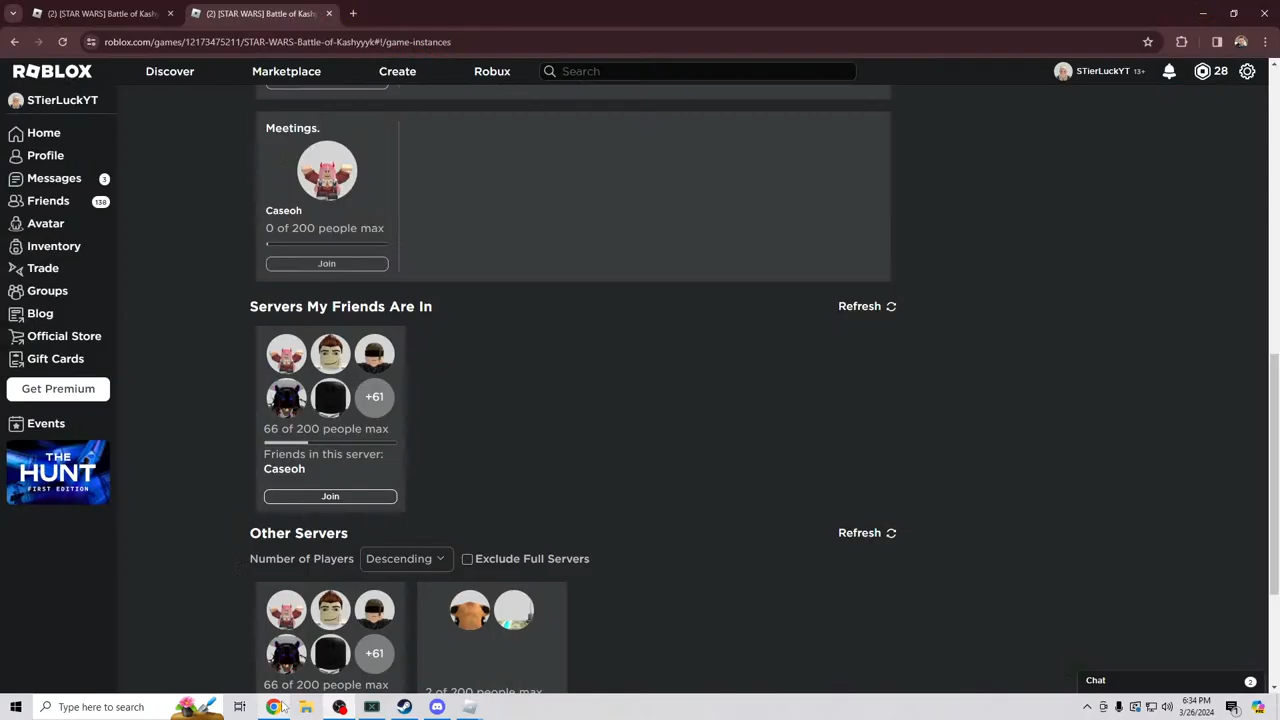 (2) [STAR WARS] Battle of Kashy
(2) [STAR WARS] Battle of Kashy
roblox.com/games/12173475211/STAR-WARS-Battle-of-Kashyyyk#!/game-instances
ROBLOX
Discover
Marketplace
Create
Robux
Search
STierLuckYT 13+
28
STierLuckYT
Home
Profile
Messages 3
Friends 138
Avatar
Inventory
Trade
Groups
Blog
Official Store
Gift Cards
Get Premium
Events
THE
HUNT
FIRST EDITION
Meetings.
Caseoh
0 of 200 people max
Join
Servers My Friends Are In
Refresh
+61
66 of 200 people max
Friends in this server:
Caseoh
Join
Other Servers
Refresh
Number of Players
Descending
Exclude Full Servers
+61
66 of 200 people max
2 of 200 people max
Chat
2
Type here to search
6:34 PM
3/26/2024